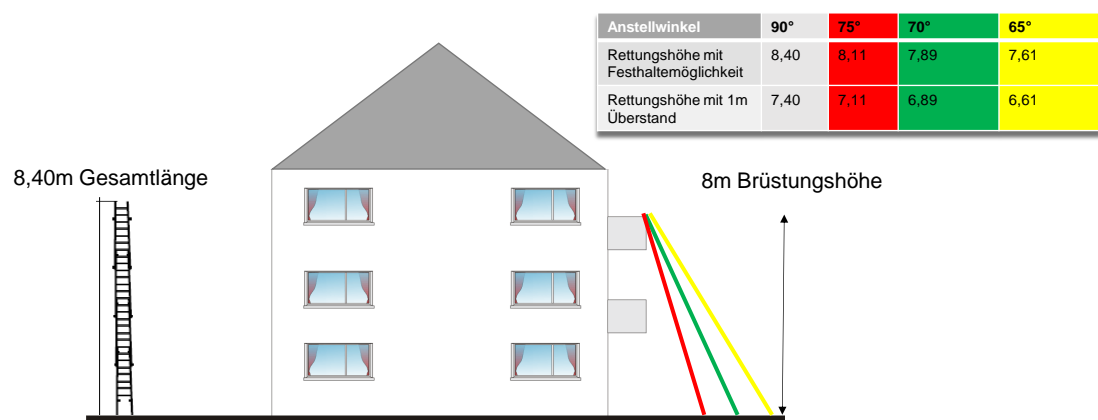 Anstellwinkel 90° 75° 70° 65°
Rettungshöhe mit
Festhaltemöglichkeit 8,40 8,11 7,89 7,61
Rettungshöhe mit 1m
Überstand 7,40 7,11 6,89 6,61
8,40m Gesamtlänge
8m Brüstungshöhe